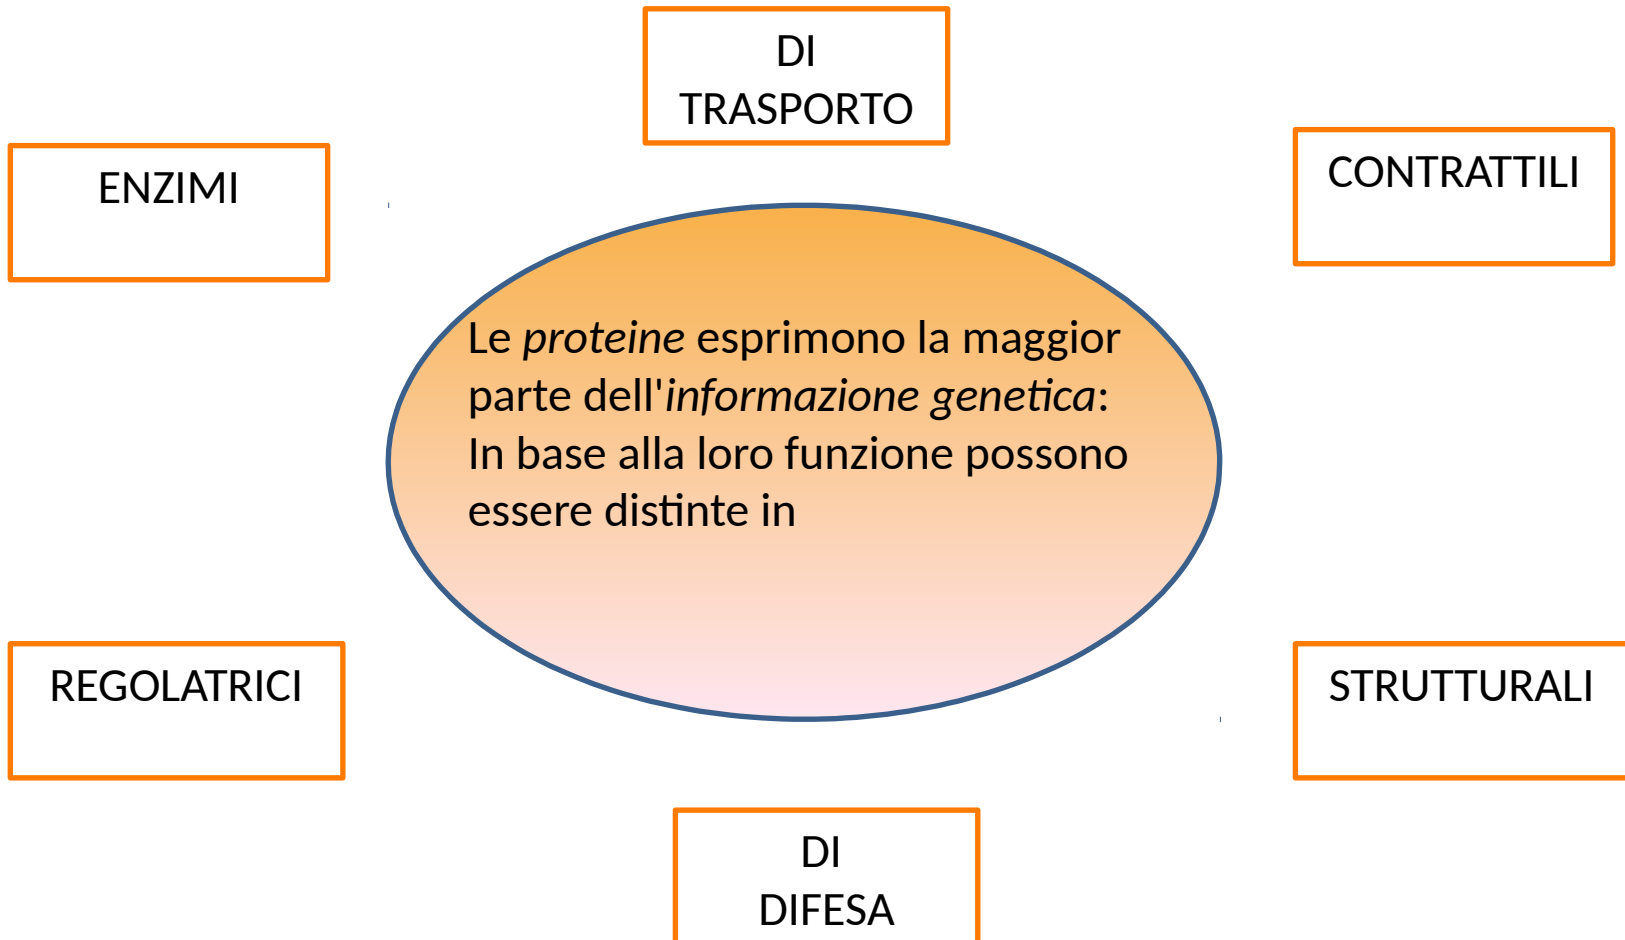 DI
TRASPORTO
ENZIMI
CONTRATTILI
Le proteine esprimono la maggior
parte dell'informazione genetica:
In base alla loro funzione possono
essere distinte in
REGOLATRICI
STRUTTURALI
DI
DIFESA